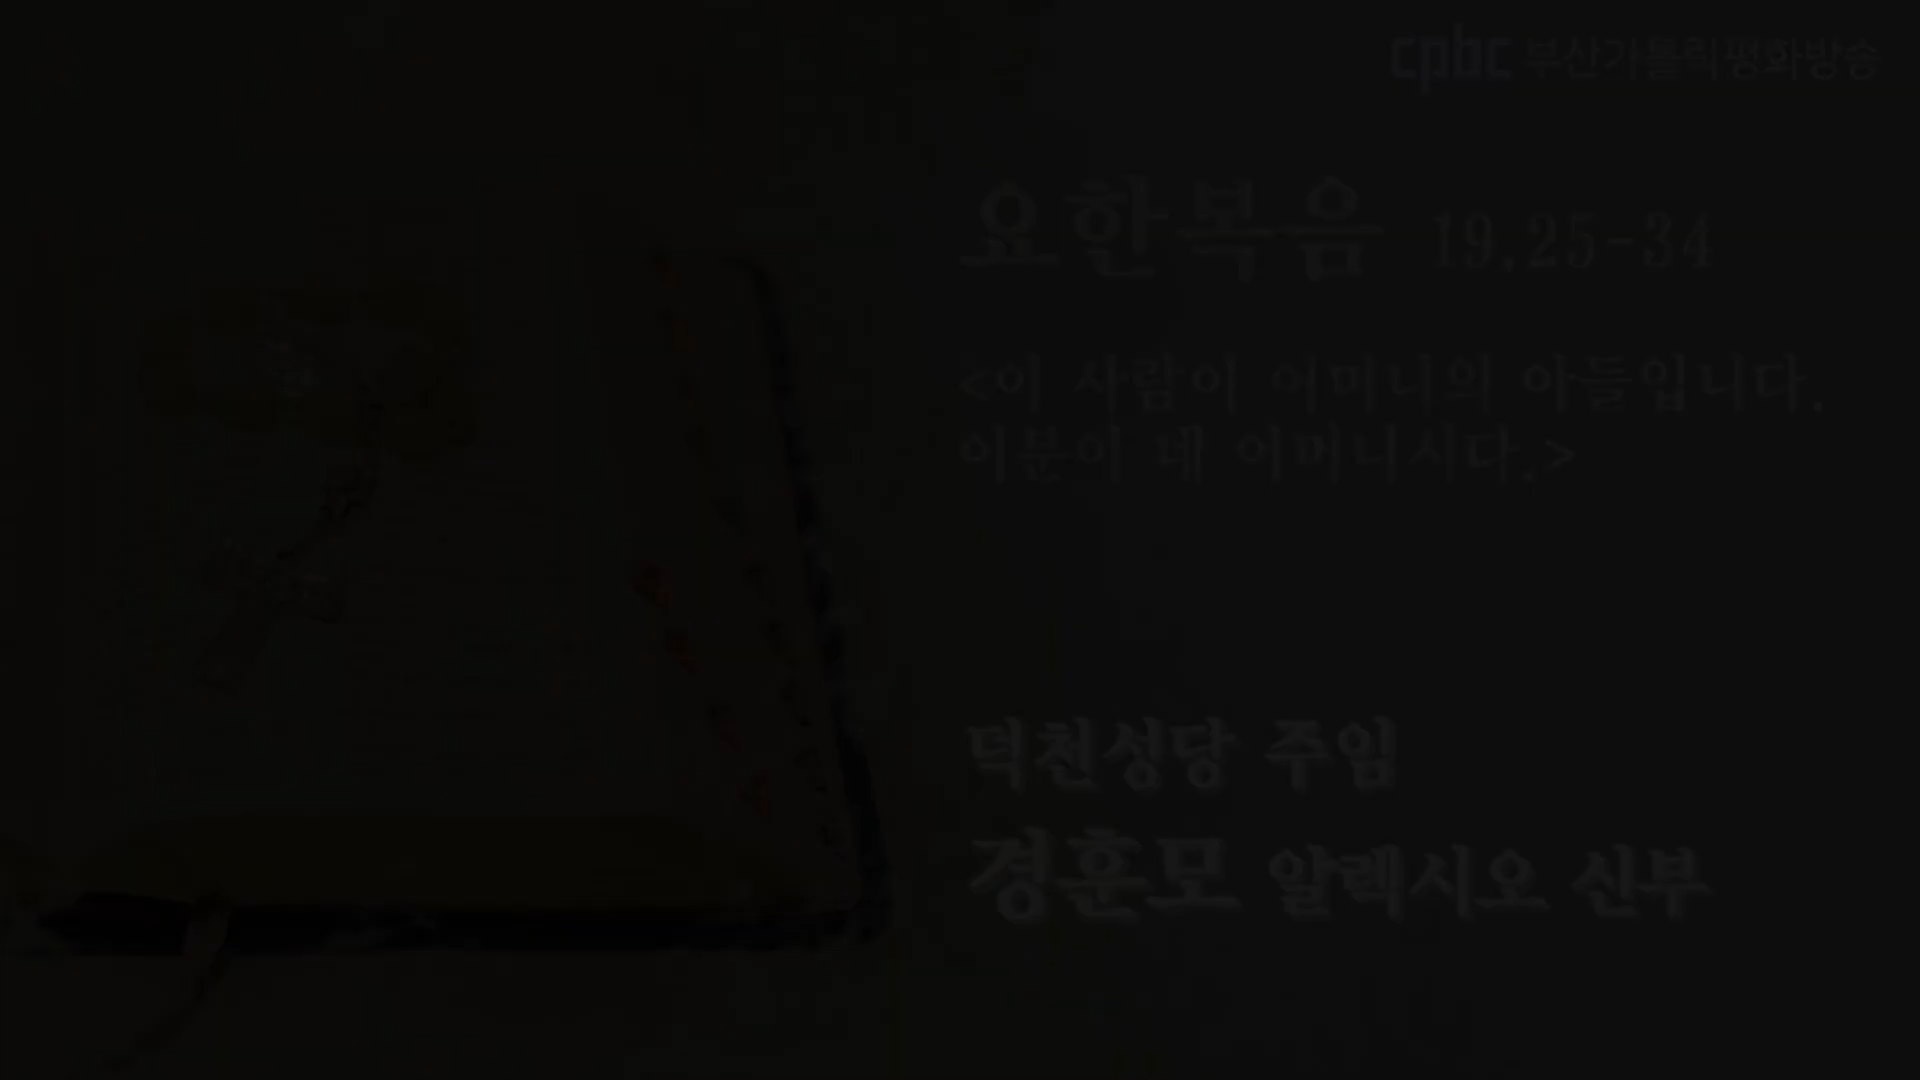 cpbc 부산가톨릭평화방송
요한복음 19,25-34
<이 사람이 어머니의 아들입니다.
이분이 네 어머니시다.>
덕천성당 주임
경훈모 알렉시오 신부